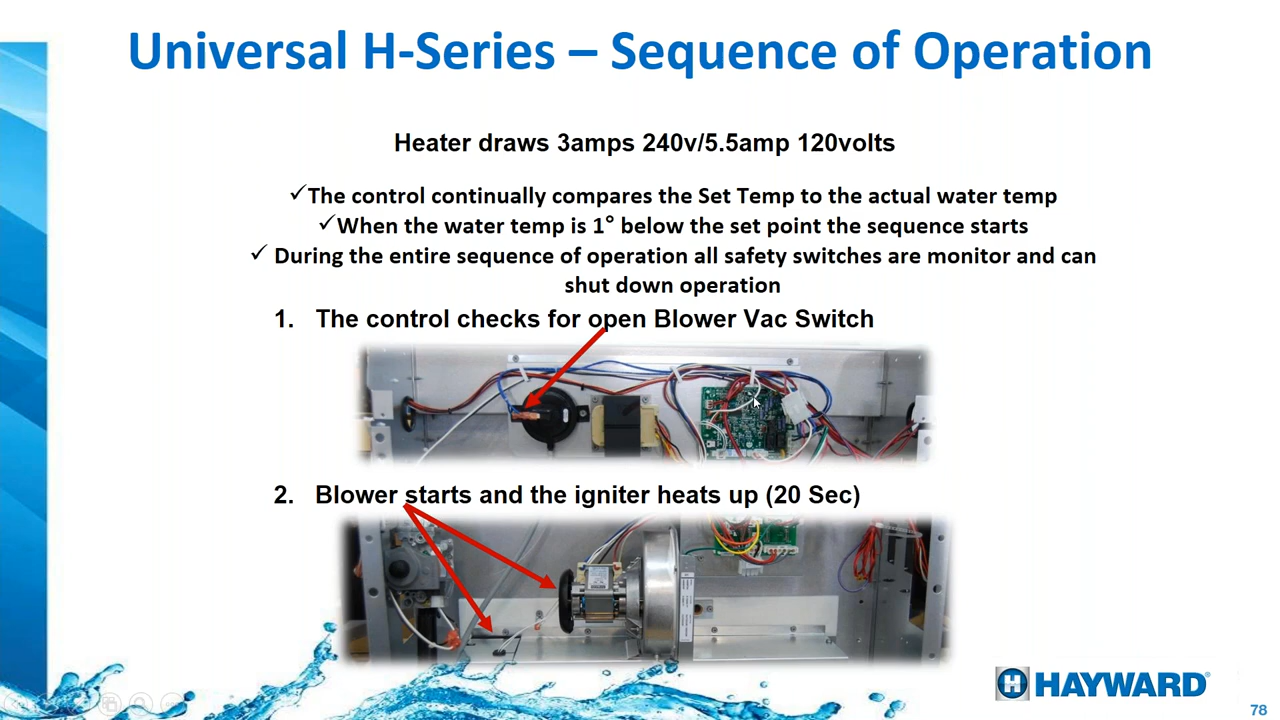 Universal H-Series – Sequence of Operation
Heater draws 3amps 240v/5.5amp 120volts
✓The control continually compares the Set Temp to the actual water temp
✓When the water temp is 1° below the set point the sequence starts
✓ During the entire sequence of operation all safety switches are monitor and can
shut down operation
1. The control checks for open Blower Vac Switch
2. Blower starts and the igniter heats up (20 Sec)
HAYWARD®
78